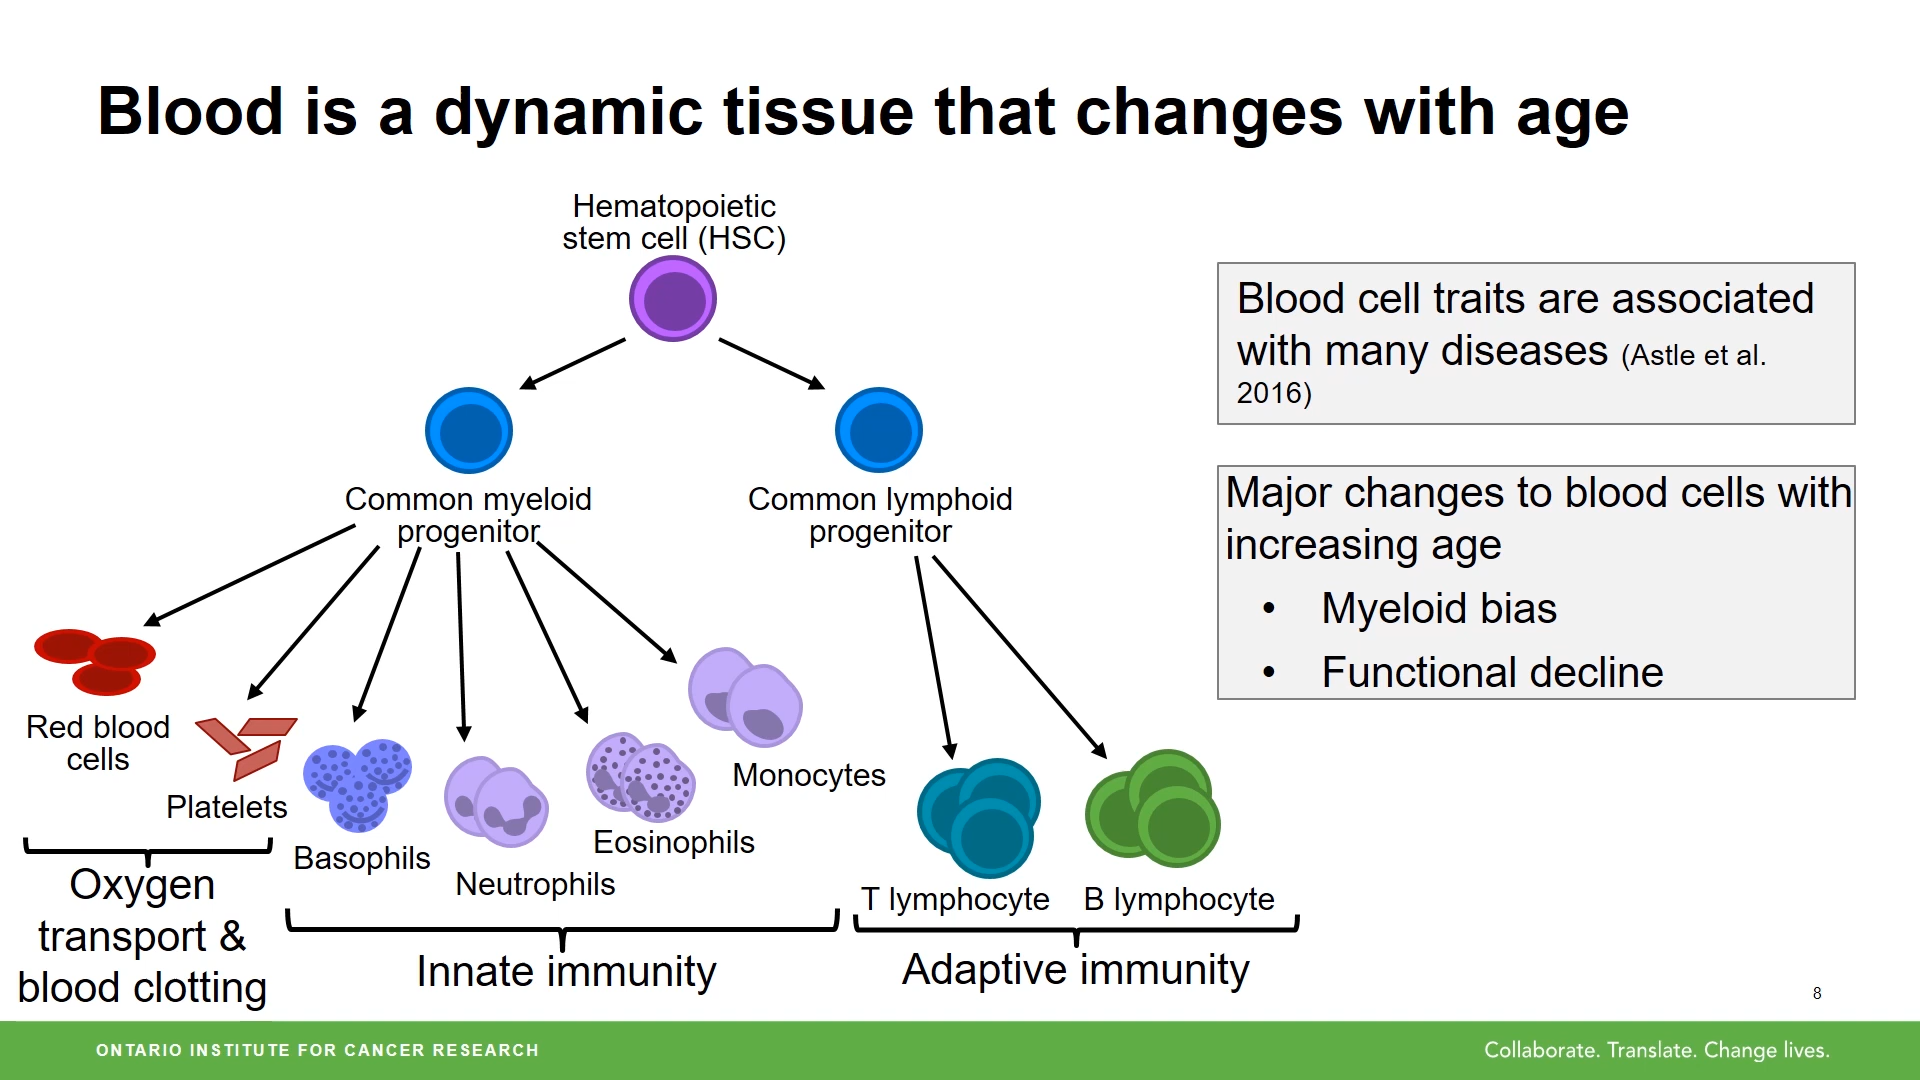 Blood is a dynamic tissue that changes with age
Hematopoietic
stem cell (HSC)
Common myeloid
progenitor
Common lymphoid
progenitor
Red blood
cells
Platelets
Basophils
Neutrophils
Eosinophils
Monocytes
T lymphocyte
B lymphocyte
Oxygen
transport &
blood clotting
Innate immunity
Adaptive immunity
Blood cell traits are associated
with many diseases (Astle et al.
2016)
Major changes to blood cells with
increasing age
• Myeloid bias
• Functional decline
8
ONTARIO INSTITUTE FOR CANCER RESEARCH
Collaborate. Translate. Change lives.